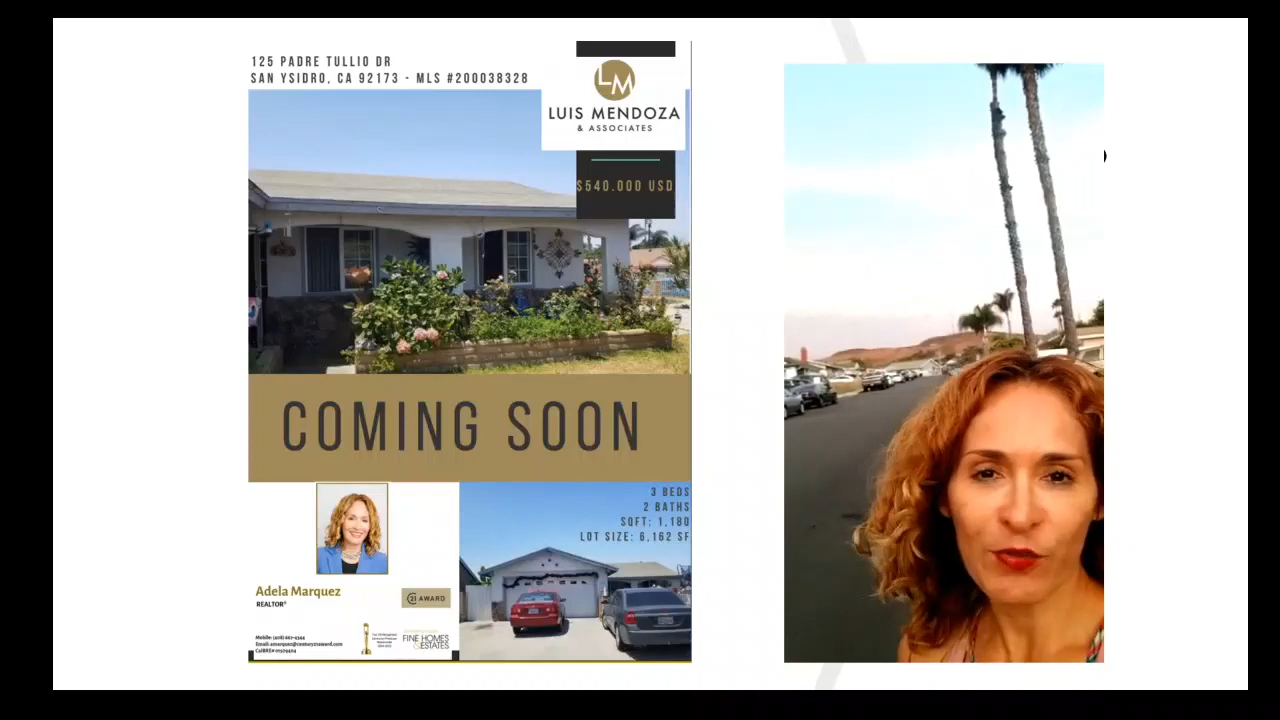 125 PADRE TULLIO DR
SAN YSIDRO, CA 92173 - MLS #200038328
LM
LUIS MENDOZA
& ASSOCIATES
$540.000 USD
COMING SOON
3 BEDS
2 BATHS
SQFT: 1,180
LOT SIZE: 6,162 SF
Adela Marquez
REALTOR®
C21 AWARD
FINE HOMES
& ESTATES